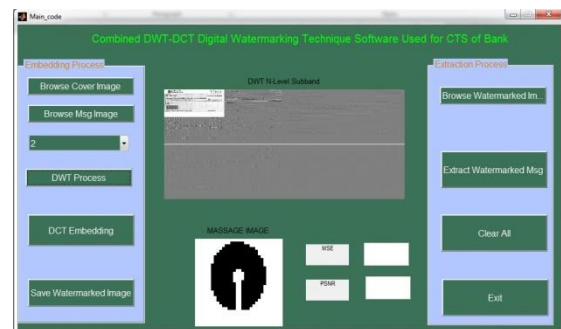 Main_code
Combined DWT-DCT Digital Watermarking Technique Software Used for CTS of Bank
Embedding Process
Browse Cover Image
Browse Msg Image
2
DWT Process
DCT Embedding
Save Watermarked Image
DWT N-Level Subband
MASSAGE IMAGE
MSE
PSNR
Extraction Process
Browse Watermarked Im...
Extract Watermarked Msg
Clear All
Exit